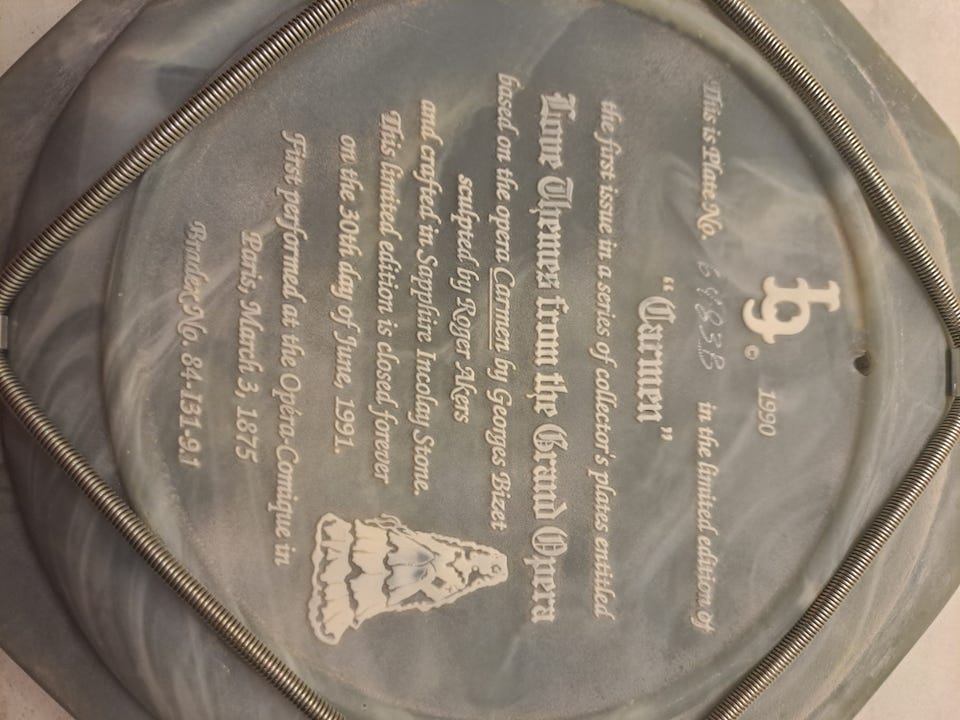 1990
This is Plate No. 6483B in the limited edition of
"Carmen"
the first issue in a series of collector's plates entitled
Love Themes from the Grand Opera
based on the opera Carmen by Georges Bizet
sculpted by Roger Akers
and crafted in Sapphire Incolay Stone.
This limited edition is closed forever
on the 30th day of June, 1991.
First performed at the Opéra-Comique in
Paris, March 3, 1875
Bradex No. 84-I31-9.1